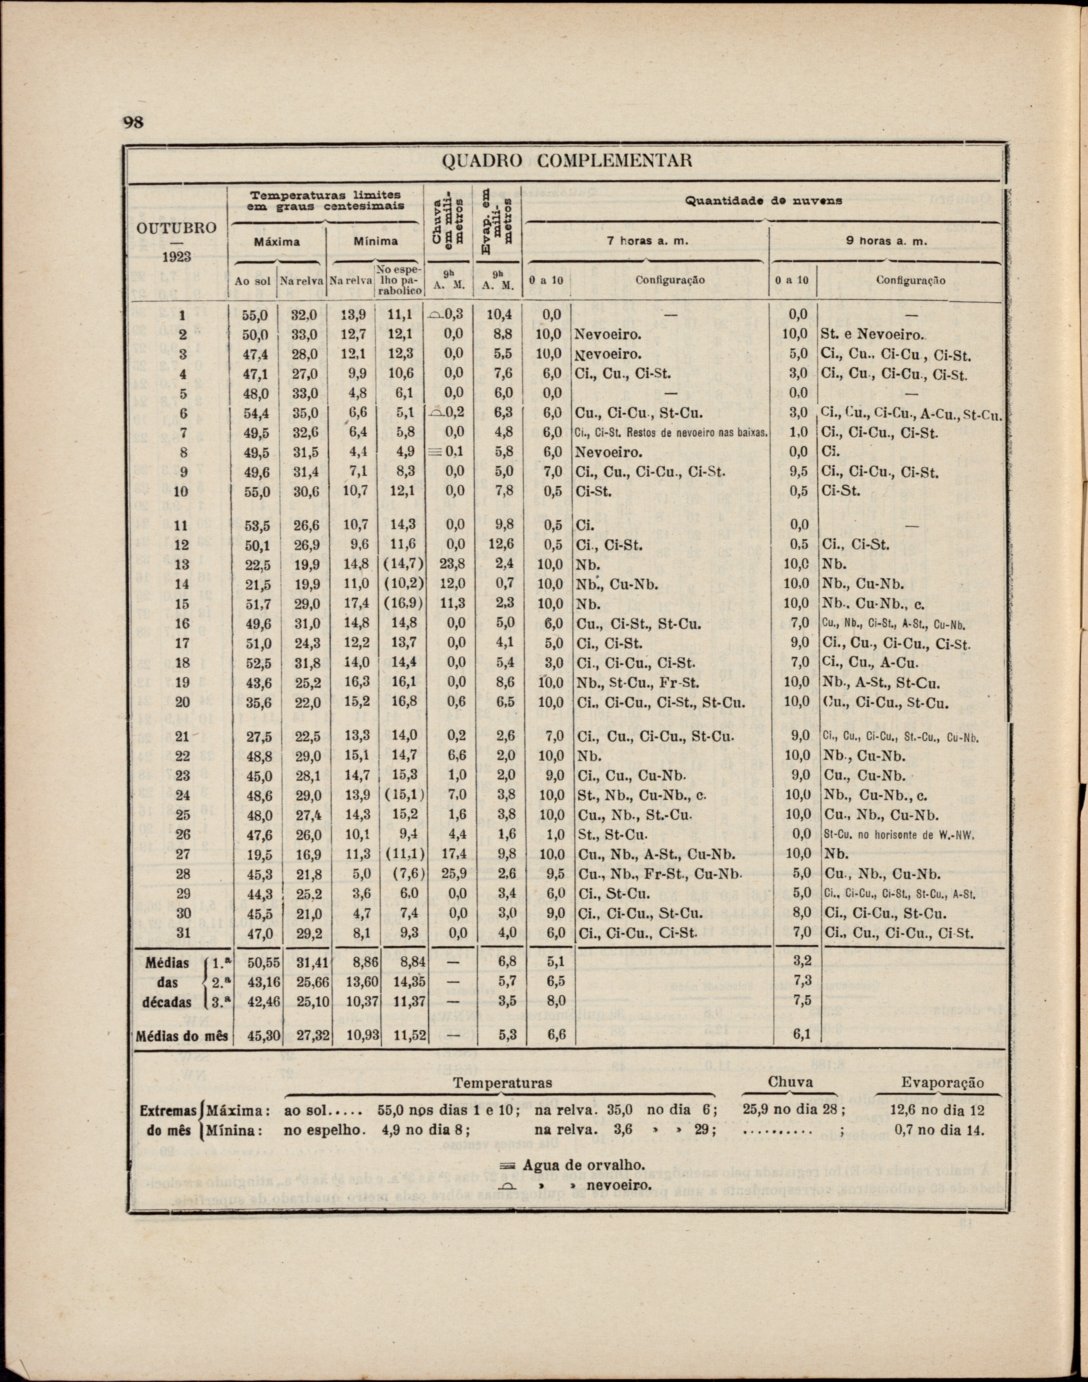 98
QUADRO COMPLEMENTAR
OUTUBRO
—
1923
Temperaturas limites
em graus centesimais
Chuva em mili-metros
Evap. em mili-metros
Quantidade de nuvens
Máxima Mínima 7 horas a. m. 9 horas a. m.
Ao sol Na relva Na relva No espe-lho pa-rabolico 9h A. M. 9h A. M. 0 a 10 Configuração 0 a 10 Configuração
1 55,0 32,0 13,9 11,1 ⌓0,3 10,4 0,0 — 0,0 —
2 50,0 33,0 12,7 12,1 0,0 8,8 10,0 Nevoeiro. 10,0 St. e Nevoeiro.
3 47,4 28,0 12,1 12,3 0,0 5,5 10,0 Nevoeiro. 5,0 Ci., Cu., Ci-Cu., Ci-St.
4 47,1 27,0 9,9 10,6 0,0 7,6 6,0 Ci., Cu., Ci-St. 3,0 Ci., Cu., Ci-Cu., Ci-St.
5 48,0 33,0 4,8 6,1 0,0 6,0 0,0 — 0,0 —
6 54,4 35,0 6,6 5,1 ⌓0,2 6,3 6,0 Cu., Ci-Cu., St-Cu. 3,0 Ci., Cu., Ci-Cu., A-Cu., St-Cu.
7 49,5 32,6 6,4 5,8 0,0 4,8 6,0 Ci., Ci-St. Restos de nevoeiro nas baixas. 1,0 Ci., Ci-Cu., Ci-St.
8 49,5 31,5 4,4 4,9 ≡0,1 5,8 6,0 Nevoeiro. 0,0 Ci.
9 49,6 31,4 7,1 8,3 0,0 5,0 7,0 Ci., Cu., Ci-Cu., Ci-St. 9,5 Ci., Ci-Cu., Ci-St.
10 55,0 30,6 10,7 12,1 0,0 7,8 0,5 Ci-St. 0,5 Ci-St.
11 53,5 26,6 10,7 14,3 0,0 9,8 0,5 Ci. 0,0 —
12 50,1 26,9 9,6 11,6 0,0 12,6 0,5 Ci., Ci-St. 0,5 Ci., Ci-St.
13 22,5 19,9 14,8 (14,7) 23,8 2,4 10,0 Nb. 10,0 Nb.
14 21,5 19,9 11,0 (10,2) 12,0 0,7 10,0 Nb., Cu-Nb. 10,0 Nb., Cu-Nb.
15 51,7 29,0 17,4 (16,9) 11,3 2,3 10,0 Nb. 10,0 Nb., Cu-Nb., c.
16 49,6 31,0 14,8 14,8 0,0 5,0 6,0 Cu., Ci-St., St-Cu. 7,0 Cu., Nb., Ci-St., A-St., Cu-Nb.
17 51,0 24,3 12,2 13,7 0,0 4,1 5,0 Ci., Ci-St. 9,0 Ci., Cu., Ci-Cu., Ci-St.
18 52,5 31,8 14,0 14,4 0,0 5,4 3,0 Ci., Ci-Cu., Ci-St. 7,0 Ci., Cu., A-Cu.
19 43,6 25,2 16,3 16,1 0,0 8,6 10,0 Nb., St-Cu., Fr-St. 10,0 Nb., A-St., St-Cu.
20 35,6 22,0 15,2 16,8 0,6 6,5 10,0 Ci., Ci-Cu., Ci-St., St-Cu. 10,0 Cu., Ci-Cu., St-Cu.
21 27,5 22,5 13,3 14,0 0,2 2,6 7,0 Ci., Cu., Ci-Cu., St-Cu. 9,0 Ci., Cu., Ci-Cu., St.-Cu., Cu-Nb.
22 48,8 29,0 15,1 14,7 6,6 2,0 10,0 Nb. 10,0 Nb., Cu-Nb.
23 45,0 28,1 14,7 15,3 1,0 2,0 9,0 Ci., Cu., Cu-Nb. 9,0 Cu., Cu-Nb.
24 48,6 29,0 13,9 (15,1) 7,0 3,8 10,0 St., Nb., Cu-Nb., c. 10,0 Nb., Cu-Nb., c.
25 48,0 27,4 14,3 15,2 1,6 3,8 10,0 Cu., Nb., St.-Cu. 10,0 Cu., Nb., Cu-Nb.
26 47,6 26,0 10,1 9,4 4,4 1,6 1,0 St., St-Cu. 0,0 St-Cu. no horisonte de W.-NW.
27 19,5 16,9 11,3 (11,1) 17,4 9,8 10,0 Cu., Nb., A-St., Cu-Nb. 10,0 Nb.
28 45,3 21,8 5,0 (7,6) 25,9 2,6 9,5 Cu., Nb., Fr-St., Cu-Nb. 5,0 Cu., Nb., Cu-Nb.
29 44,3 25,2 3,6 6,0 0,0 3,4 6,0 Ci., St-Cu. 5,0 Ci., Ci-Cu., Ci-St., St-Cu., A-St.
30 45,5 21,0 4,7 7,4 0,0 3,0 9,0 Ci., Ci-Cu., St-Cu. 8,0 Ci., Ci-Cu., St-Cu.
31 47,0 29,2 8,1 9,3 0,0 4,0 6,0 Ci., Ci-Cu., Ci-St. 7,0 Ci., Cu., Ci-Cu., Ci-St.
Médias 1.ª 50,55 31,41 8,86 8,84 — 6,8 5,1 3,2
das 2.ª 43,16 25,66 13,60 14,35 — 5,7 6,5 7,3
décadas 3.ª 42,46 25,10 10,37 11,37 — 3,5 8,0 7,5
Médias do mês 45,30 27,32 10,93 11,52 — 5,3 6,6 6,1
Temperaturas Chuva Evaporação
Extremas Máxima: ao sol..... 55,0 nos dias 1 e 10; na relva. 35,0 no dia 6; 25,9 no dia 28; 12,6 no dia 12
do mês Mínina: no espelho. 4,9 no dia 8; na relva. 3,6 » » 29; .......... ; 0,7 no dia 14.
≡ Agua de orvalho.
⌓ » » nevoeiro.